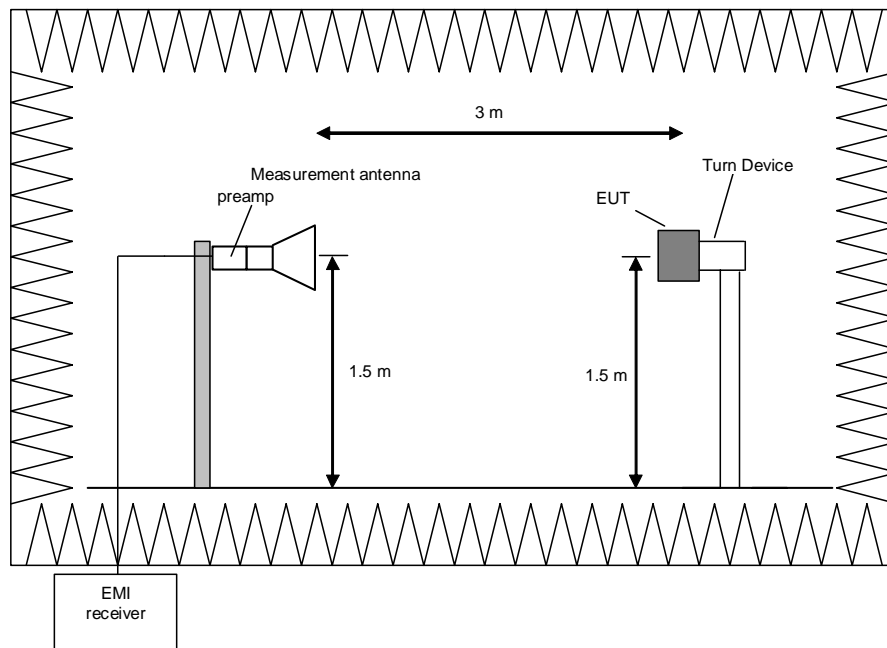 3 m
Measurement antenna
preamp
Turn Device
EUT
1.5 m
1.5 m
EMI
receiver